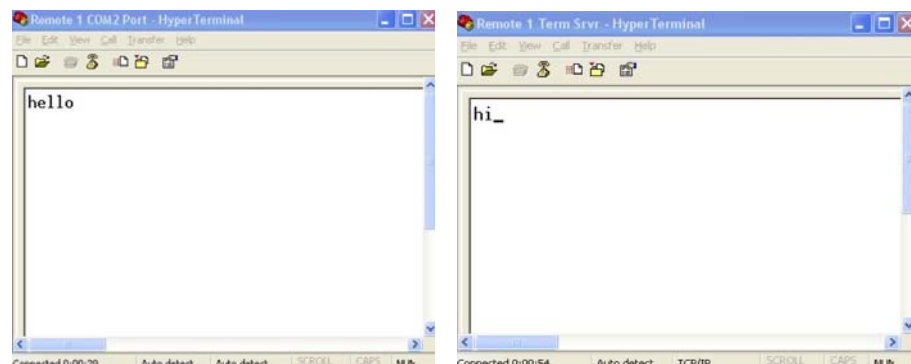 Remote 1 COM2 Port - HyperTerminal
File Edit View Call Transfer Help
hello
Connected 0:00:29 Auto detect Auto detect SCROLL CAPS NUM
Remote 1 Term Srvr - HyperTerminal
File Edit View Call Transfer Help
hi_
Connected 0:00:54 Auto detect TCP/IP SCROLL CAPS NUM